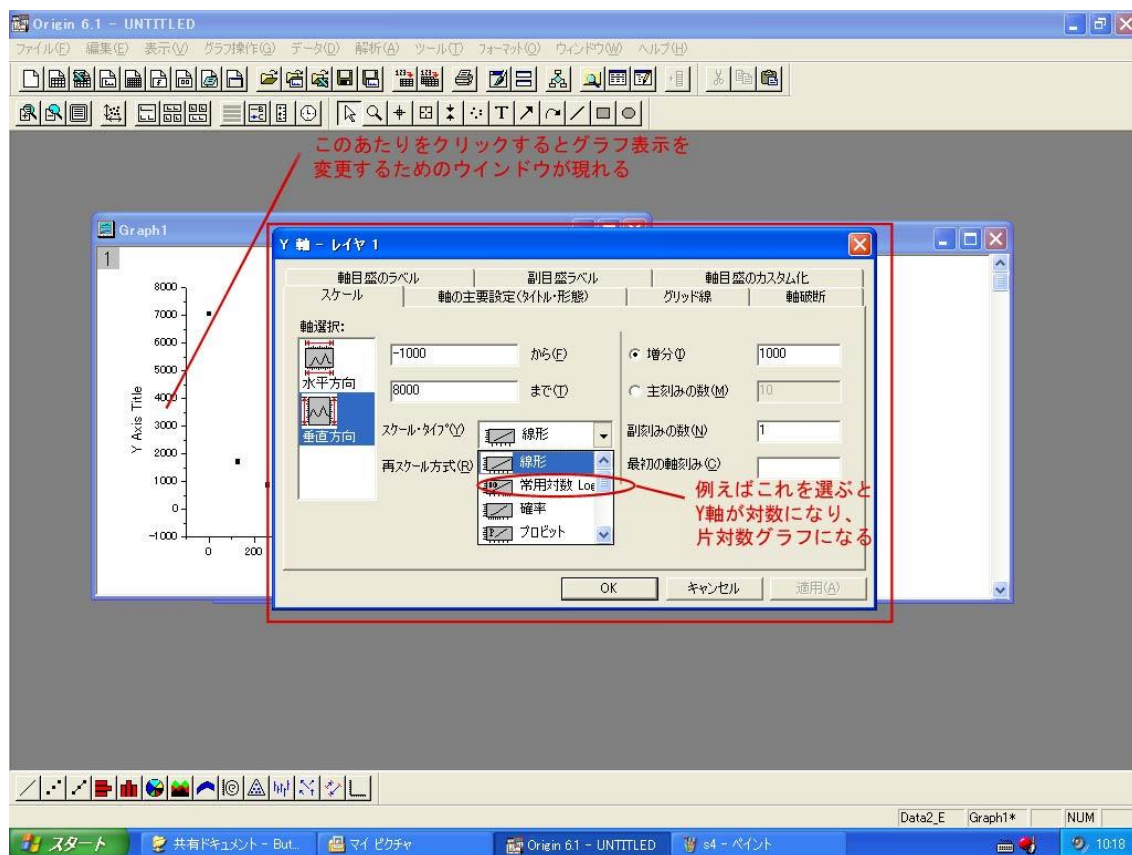 Origin 6.1 - UNTITLED
ファイル(F) 編集(E) 表示(V) グラフ操作(G) データ(D) 解析(A) ツール(T) フォーマット(O) ウィンドウ(W) ヘルプ(H)
このあたりをクリックするとグラフ表示を
変更するためのウインドウが現れる
Graph1
1
8000
7000
6000
5000
4000
3000
2000
1000
0
-1000
Y Axis Title
0 200
Y 軸 - レイヤ 1
軸目盛のラベル 副目盛ラベル 軸目盛のカスタム化
スケール 軸の主要設定(タイトル・形態) グリッド線 軸破断
軸選択:
水平方向
垂直方向
-1000 から(F)
8000 まで(T)
スケール・タイプ(Y) 線形
再スケール方式(R)
線形
常用対数 Log
確率
プロビット
増分(I) 1000
主刻みの数(M) 10
副刻みの数(N) 1
最初の軸刻み(C)
例えばこれを選ぶと
Y軸が対数になり、
片対数グラフになる
OK キャンセル 適用(A)
Data2_E Graph1* NUM
スタート 共有ドキュメント - But... マイ ピクチャ Origin 6.1 - UNTITLED s4 - ペイント 10:18